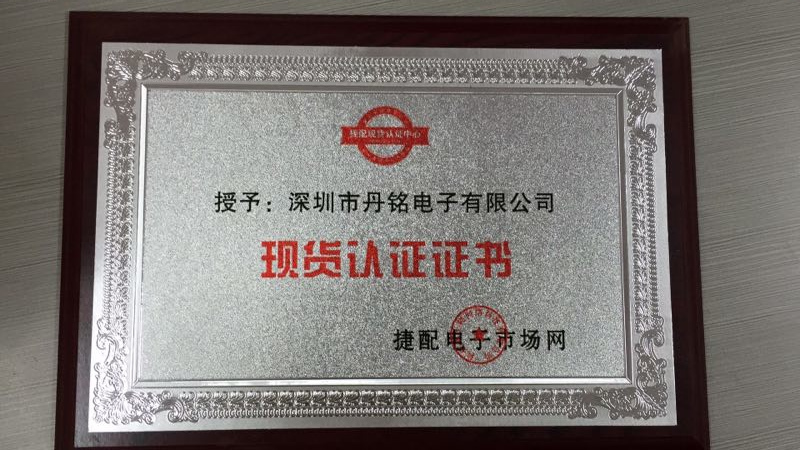 捷配现货认证中心
授予：深圳市丹铭电子有限公司
现货认证证书
捷配电子市场网